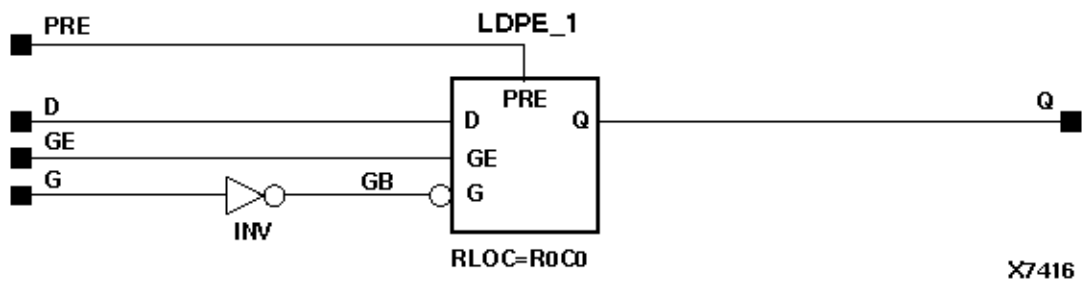 PRE
LDPE_1
PRE
D
D
Q
Q
GE
GE
G
GB
G
INV
RLOC=R0C0
X7416